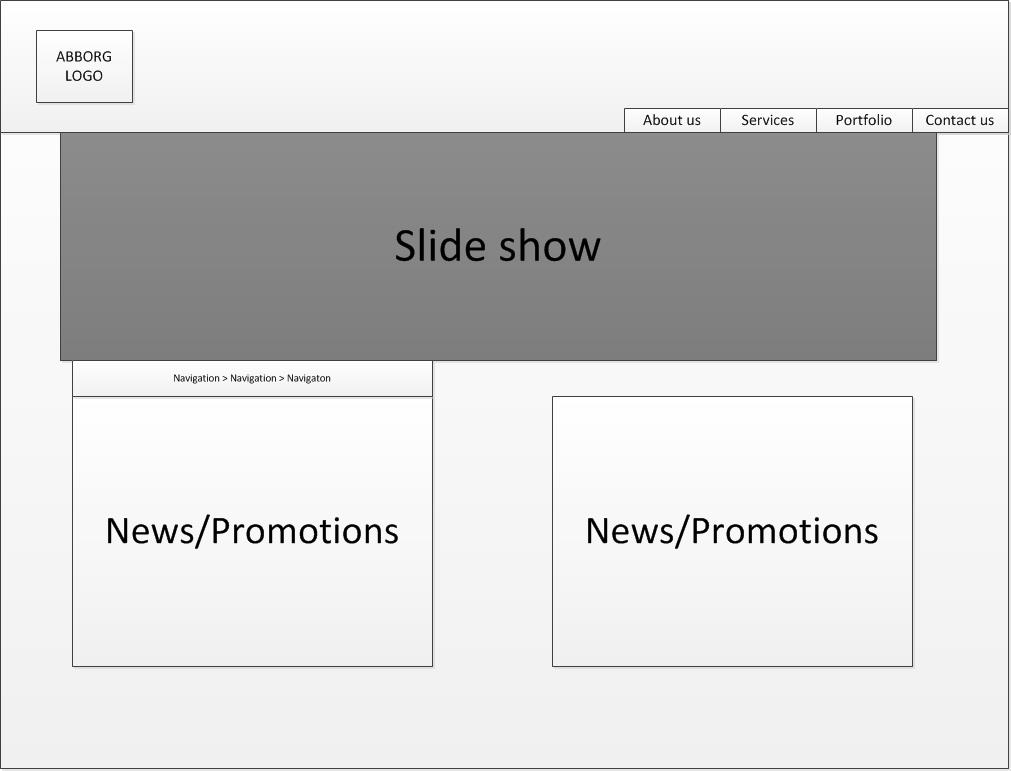 ABBORG
LOGO
About us
Services
Portfolio
Contact us
Slide show
Navigation > Navigation > Navigaton
News/Promotions
News/Promotions